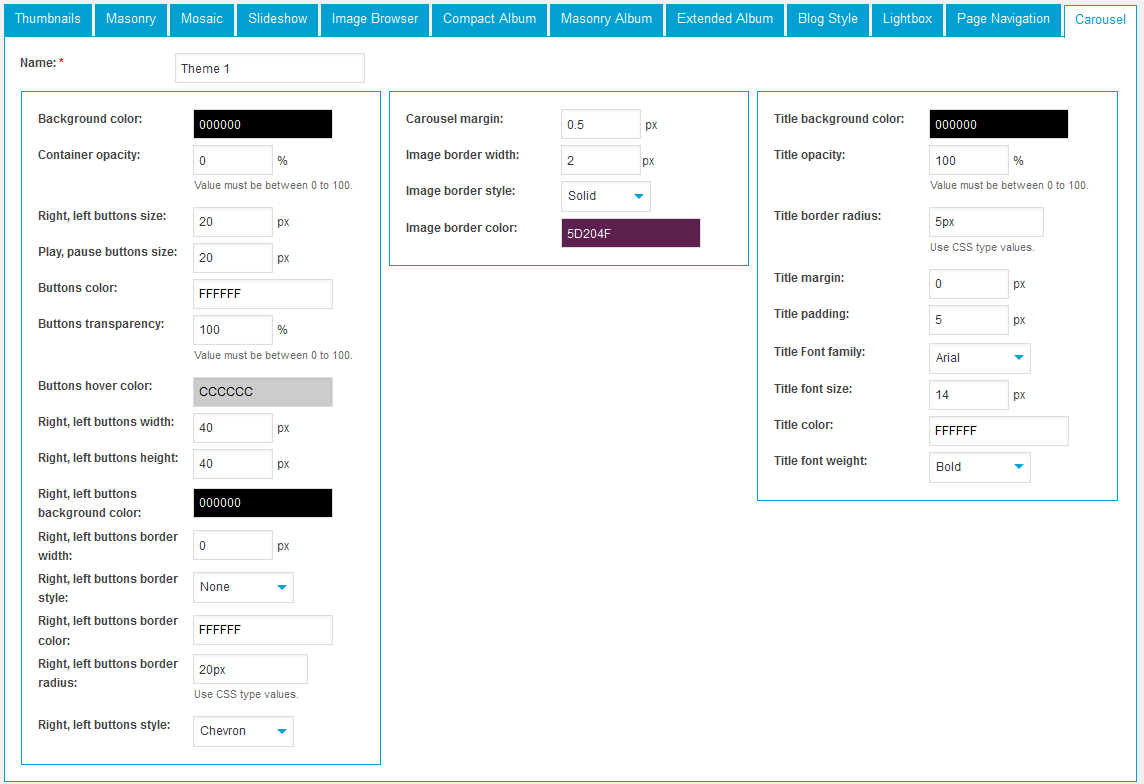 Thumbnails Masonry Mosaic Slideshow Image Browser Compact Album Masonry Album Extended Album Blog Style Lightbox Page Navigation Carousel
Name: * Theme 1
Background color: 000000
Container opacity: 0 %
Value must be between 0 to 100.
Right, left buttons size: 20 px
Play, pause buttons size: 20 px
Buttons color: FFFFFF
Buttons transparency: 100 %
Value must be between 0 to 100.
Buttons hover color: CCCCCC
Right, left buttons width: 40 px
Right, left buttons height: 40 px
Right, left buttons
background color: 000000
Right, left buttons border
width: 0 px
Right, left buttons border
style: None
Right, left buttons border
color: FFFFFF
Right, left buttons border
radius: 20px
Use CSS type values.
Right, left buttons style: Chevron
Carousel margin: 0.5 px
Image border width: 2 px
Image border style: Solid
Image border color: 5D204F
Title background color: 000000
Title opacity: 100 %
Value must be between 0 to 100.
Title border radius: 5px
Use CSS type values.
Title margin: 0 px
Title padding: 5 px
Title Font family: Arial
Title font size: 14 px
Title color: FFFFFF
Title font weight: Bold